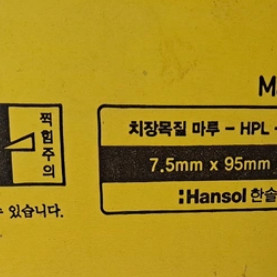 M
찍
힘
주
의
치장목질 마루 - HPL -
7.5mm x 95mm
Hansol 한솔
수 있습니다.